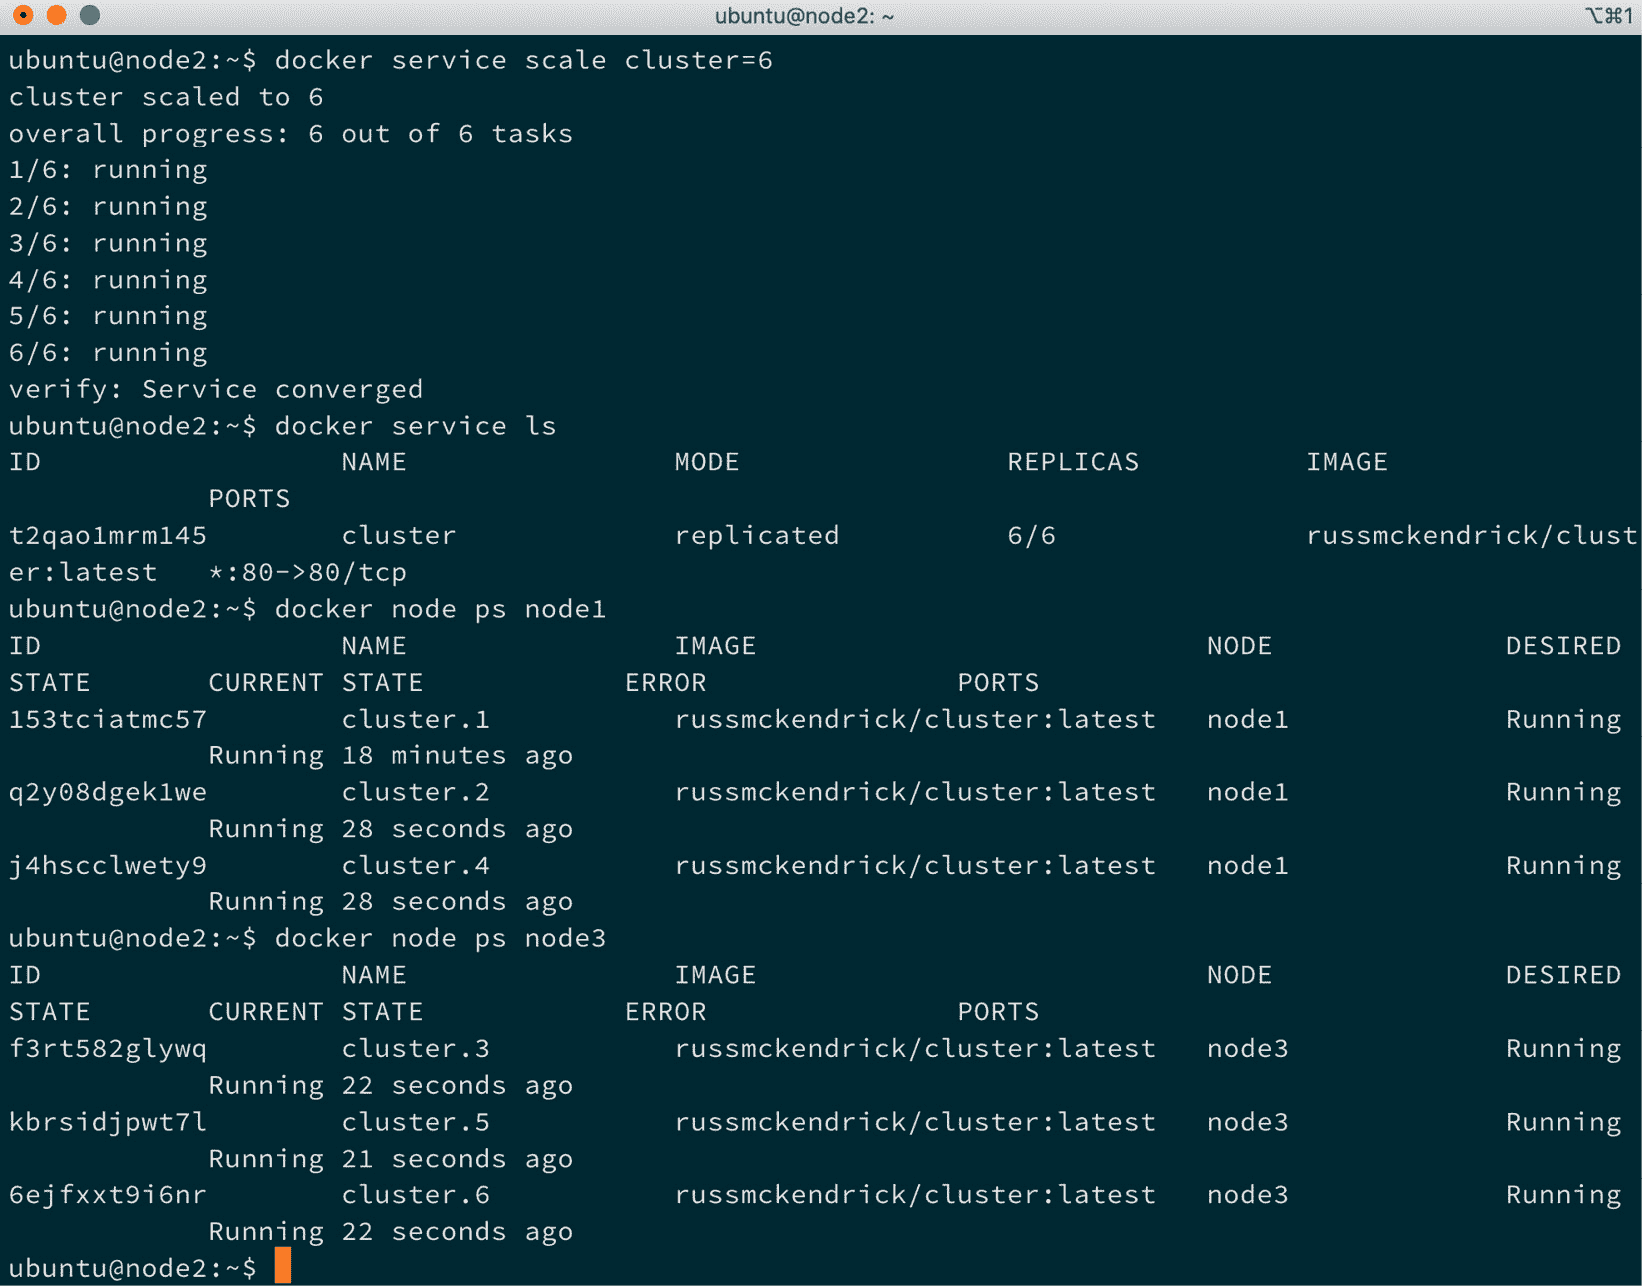 ubuntu@node2: ~
⌥⌘1
ubuntu@node2:~$ docker service scale cluster=6
cluster scaled to 6
overall progress: 6 out of 6 tasks
1/6: running
2/6: running
3/6: running
4/6: running
5/6: running
6/6: running
verify: Service converged
ubuntu@node2:~$ docker service ls
ID                  NAME                MODE                REPLICAS          IMAGE
            PORTS
t2qao1mrm145        cluster             replicated          6/6               russmckendrick/clust
er:latest   *:80->80/tcp
ubuntu@node2:~$ docker node ps node1
ID                  NAME                IMAGE                           NODE              DESIRED
STATE       CURRENT STATE            ERROR               PORTS
153tciatmc57        cluster.1           russmckendrick/cluster:latest   node1             Running
            Running 18 minutes ago
q2y08dgek1we        cluster.2           russmckendrick/cluster:latest   node1             Running
            Running 28 seconds ago
j4hscclwety9        cluster.4           russmckendrick/cluster:latest   node1             Running
            Running 28 seconds ago
ubuntu@node2:~$ docker node ps node3
ID                  NAME                IMAGE                           NODE              DESIRED
STATE       CURRENT STATE            ERROR               PORTS
f3rt582glywq        cluster.3           russmckendrick/cluster:latest   node3             Running
            Running 22 seconds ago
kbrsidjpwt7l        cluster.5           russmckendrick/cluster:latest   node3             Running
            Running 21 seconds ago
6ejfxxt9i6nr        cluster.6           russmckendrick/cluster:latest   node3             Running
            Running 22 seconds ago
ubuntu@node2:~$